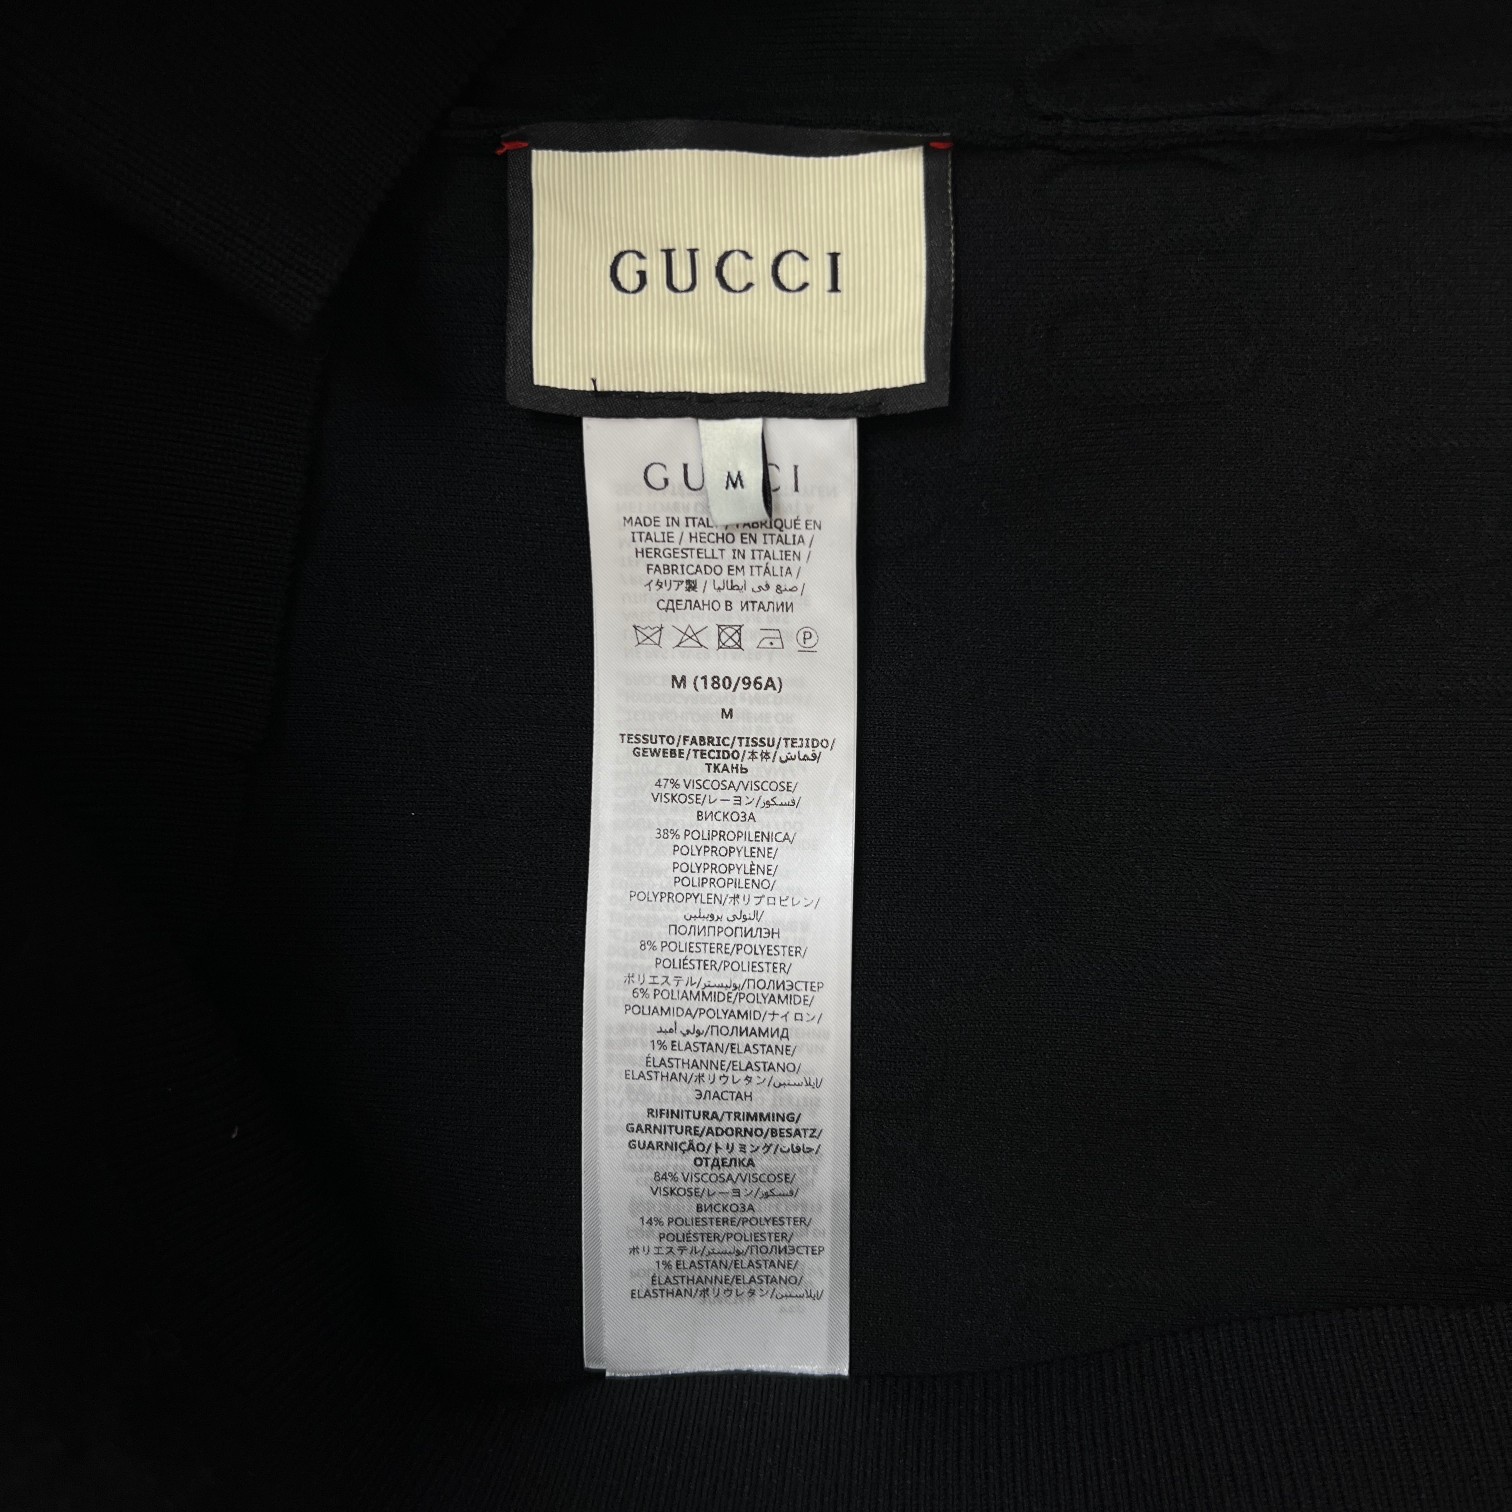 GUCCI
GU CI
M
MADE IN ITAL / FABRIQUÉ EN
ITALIE / HECHO EN ITALIA /
HERGESTELLT IN ITALIEN /
FABRICADO EM ITÁLIA /
イタリア製 / صنع في ايطاليا /
СДЕЛАНО В ИТАЛИИ
P
M (180/96A)
M
TESSUTO/FABRIC/TISSU/TEJIDO/
GEWEBE/TECIDO/本体/قماش/
ТКАНЬ
47% VISCOSA/VISCOSE/
VISKOSE/レーヨン/فسكوز/
ВИСКОЗА
38% POLIPROPILENICA/
POLYPROPYLENE/
POLYPROPYLÈNE/
POLIPROPILENO/
POLYPROPYLEN/ポリプロピレン/
البولي بروبيلين/
ПОЛИПРОПИЛЭН
8% POLIESTERE/POLYESTER/
POLIÉSTER/POLIESTER/
ポリエステル/بوليستر/ПОЛИЭСТЕР
6% POLIAMMIDE/POLYAMIDE/
POLIAMIDA/POLYAMID/ナイロン/
بولي أميد/ПОЛИАМИД
1% ELASTAN/ELASTANE/
ÉLASTHANNE/ELASTANO/
ELASTHAN/ポリウレタン/إيلاستين/
ЭЛАСТАН
RIFINITURA/TRIMMING/
GARNITURE/ADORNO/BESATZ/
GUARNIÇÃO/トリミング/حافات/
ОТДЕЛКА
84% VISCOSA/VISCOSE/
VISKOSE/レーヨン/فسكوز/
ВИСКОЗА
14% POLIESTERE/POLYESTER/
POLIÉSTER/POLIESTER/
ポリエステル/بوليستر/ПОЛИЭСТЕР
1% ELASTAN/ELASTANE/
ÉLASTHANNE/ELASTANO/
ELASTHAN/ポリウレタン/إيلاستين/